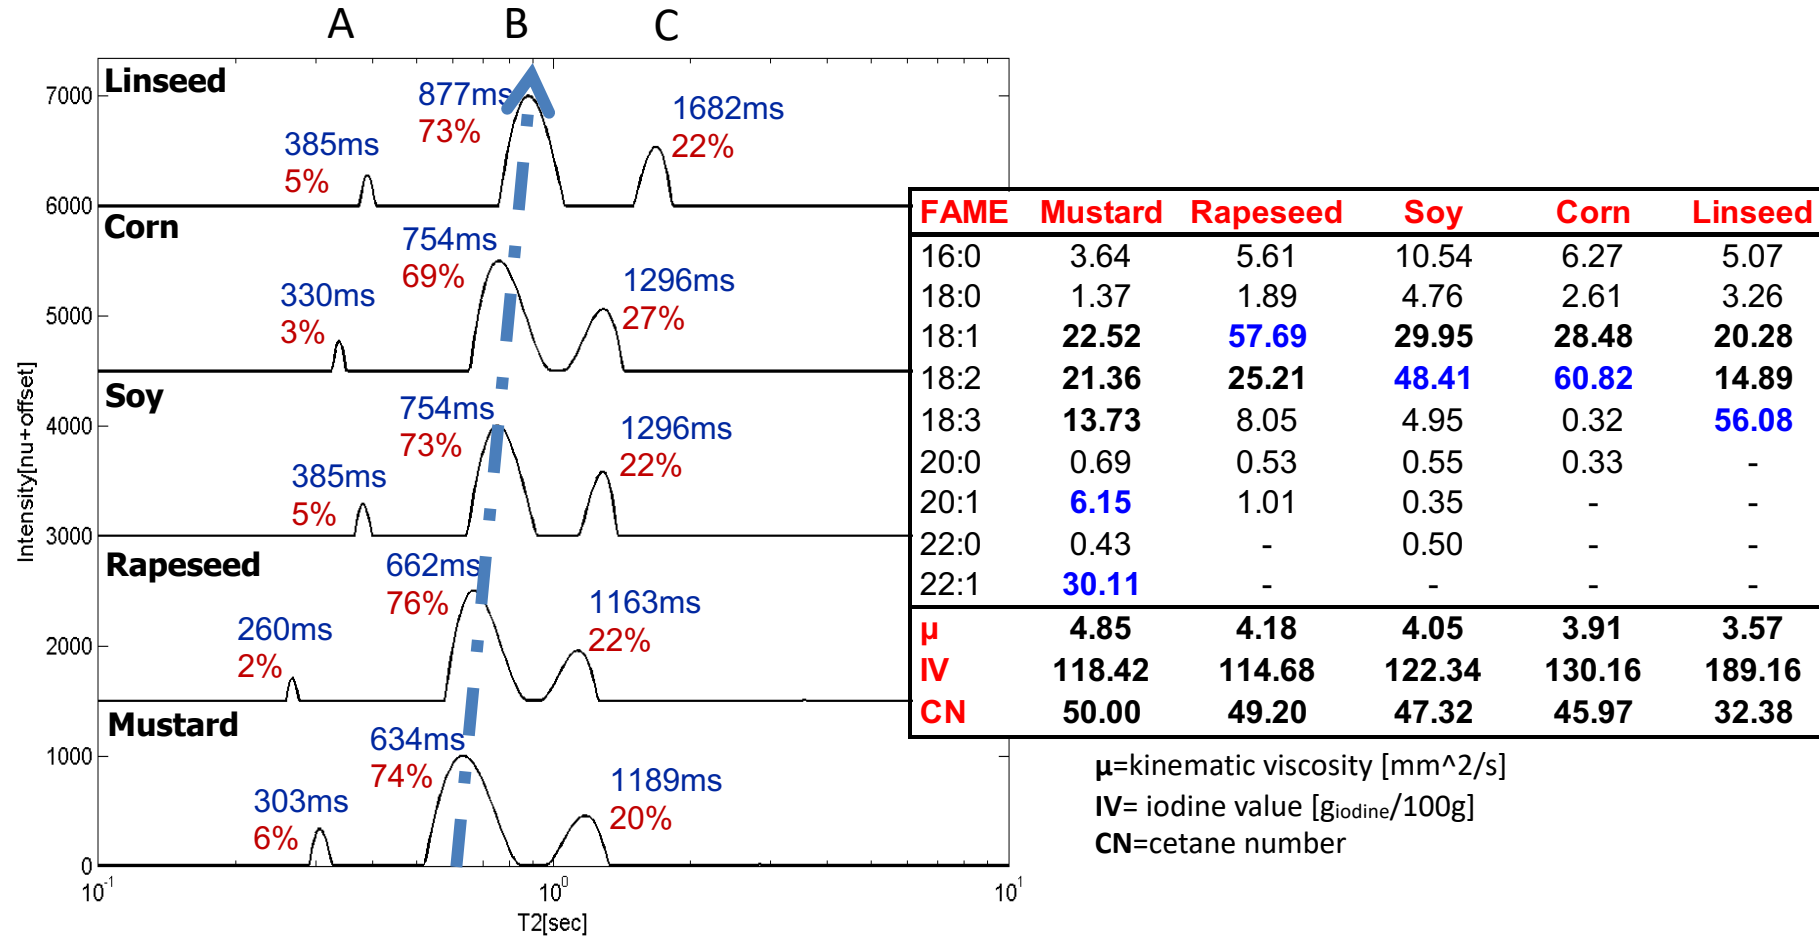 A B C
Linseed
877ms
73%
1682ms
22%
385ms
5%
Corn
754ms
69%
1296ms
27%
330ms
3%
Soy
754ms
73%
1296ms
22%
385ms
5%
Rapeseed
662ms
76%
1163ms
22%
260ms
2%
Mustard
634ms
74%
1189ms
20%
303ms
6%
7000
6000
5000
4000
3000
2000
1000
0
Intensity[nu+offset]
10^-1 10^0 10^1
T2[sec]
FAME Mustard Rapeseed Soy Corn Linseed
16:0 3.64 5.61 10.54 6.27 5.07
18:0 1.37 1.89 4.76 2.61 3.26
18:1 22.52 57.69 29.95 28.48 20.28
18:2 21.36 25.21 48.41 60.82 14.89
18:3 13.73 8.05 4.95 0.32 56.08
20:0 0.69 0.53 0.55 0.33 -
20:1 6.15 1.01 0.35 - -
22:0 0.43 - 0.50 - -
22:1 30.11 - - - -
μ 4.85 4.18 4.05 3.91 3.57
IV 118.42 114.68 122.34 130.16 189.16
CN 50.00 49.20 47.32 45.97 32.38
μ=kinematic viscosity [mm^2/s]
IV= iodine value [giodine/100g]
CN=cetane number